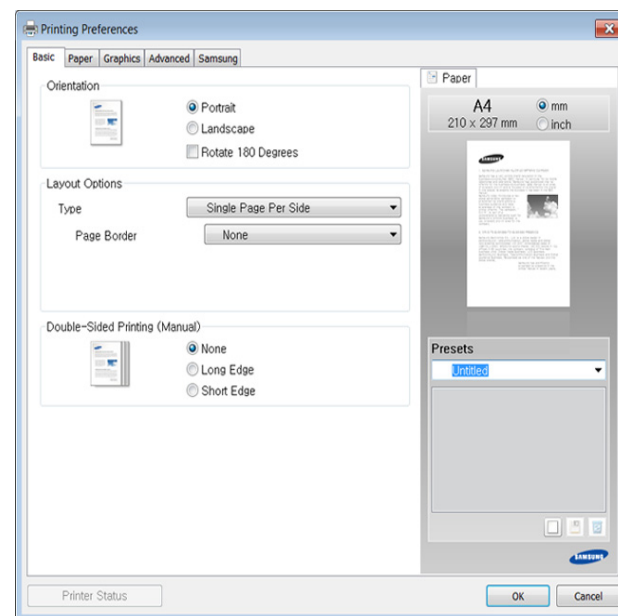 Printing Preferences
Basic Paper Graphics Advanced Samsung
Orientation
Portrait
Landscape
Rotate 180 Degrees
Layout Options
Type Single Page Per Side
Page Border None
Double-Sided Printing (Manual)
None
Long Edge
Short Edge
Paper
A4
210 x 297 mm
mm
inch
SAMSUNG
Presets
Untitled
SAMSUNG
Printer Status
OK Cancel